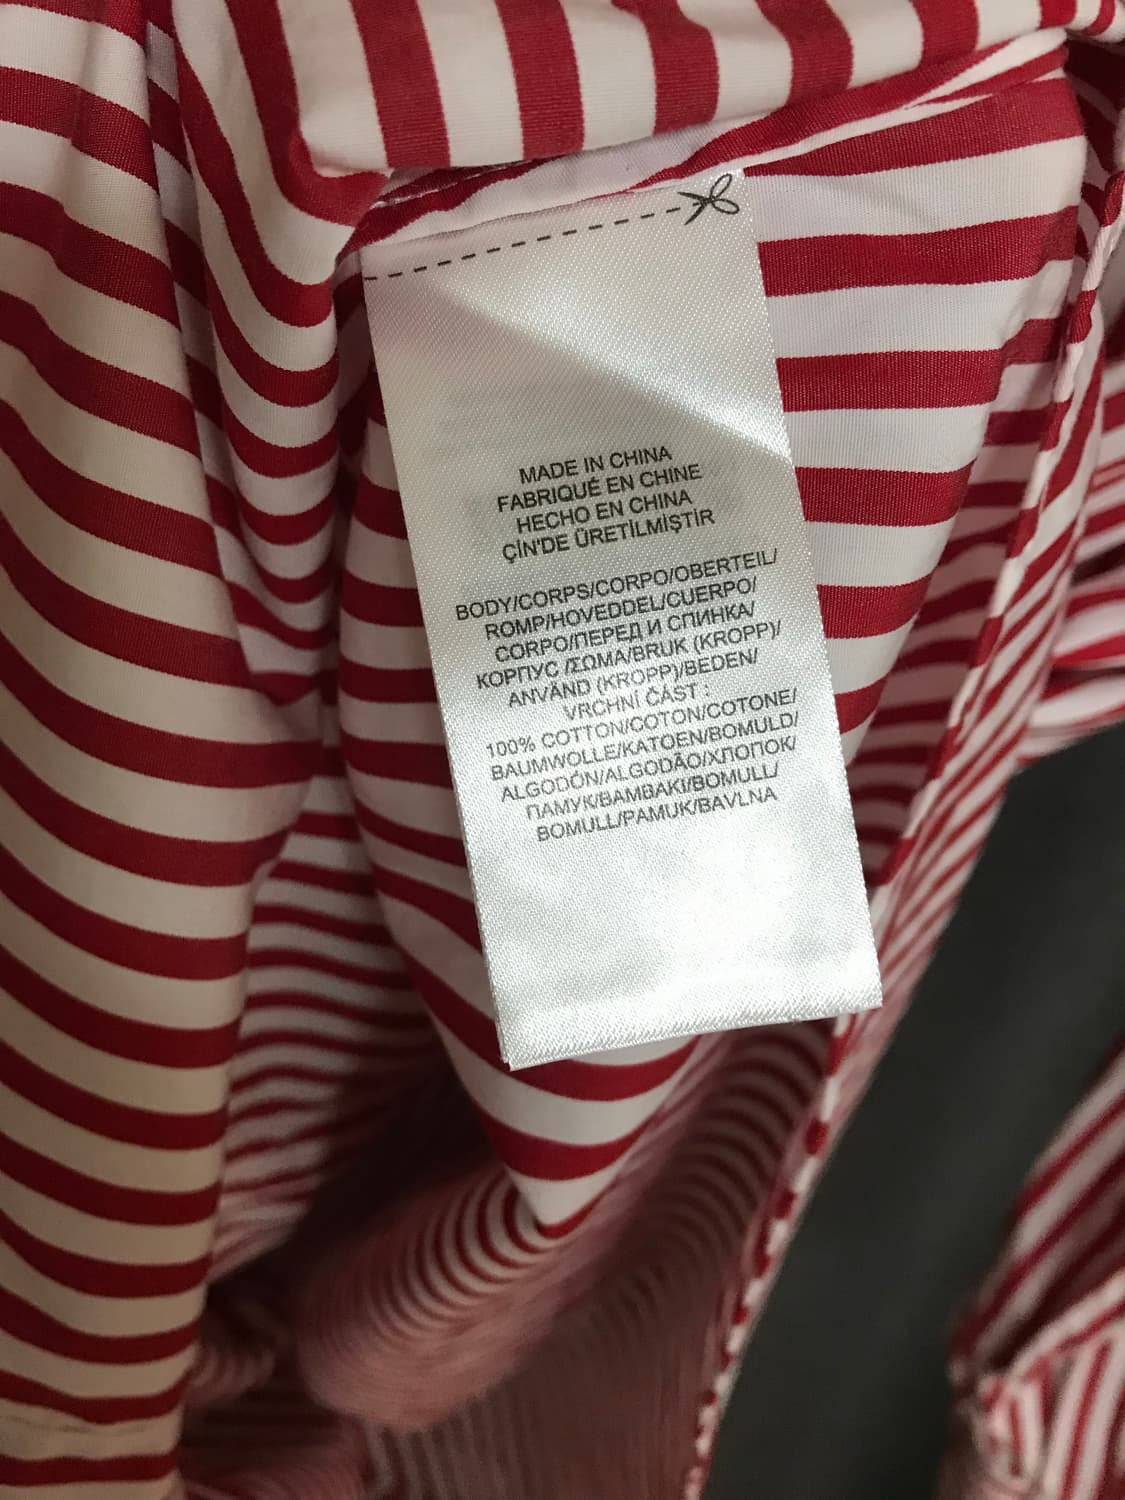 MADE IN CHINA
FABRIQUÉ EN CHINE
HECHO EN CHINA
ÇİN'DE ÜRETİLMİŞTİR
BODY/CORPS/CORPO/OBERTEIL/
ROMP/HOVEDDEL/CUERPO/
CORPO/ПЕРЕД И СПИНКА/
КОРПУС /ΣΩΜΑ/BRUK (KROPP)/
ANVÄND (KROPP)/BEDEN/
VRCHNÍ ČÁST :
100% COTTON/COTON/COTONE/
BAUMWOLLE/KATOEN/BOMULD/
ALGODÓN/ALGODÃO/ХЛОПОК/
ПАМУК/ΒΑΜΒΑΚΙ/BOMULL/
BOMULL/PAMUK/BAVLNA